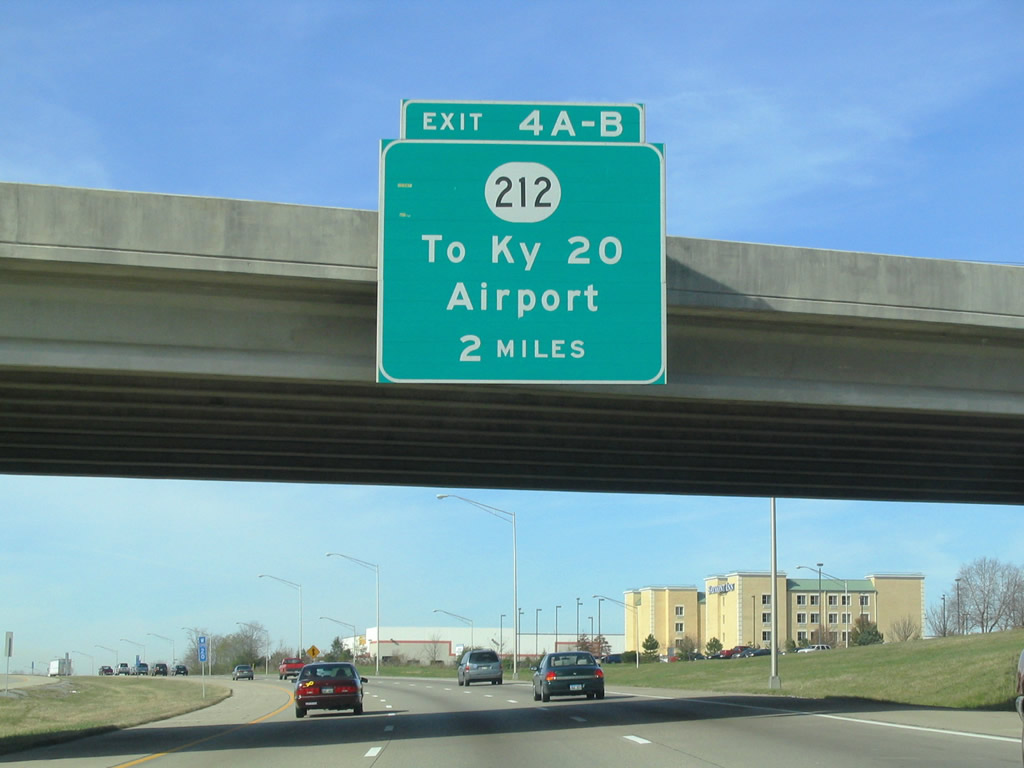 EXIT 4A-B
212
To Ky 20
Airport
2 MILES